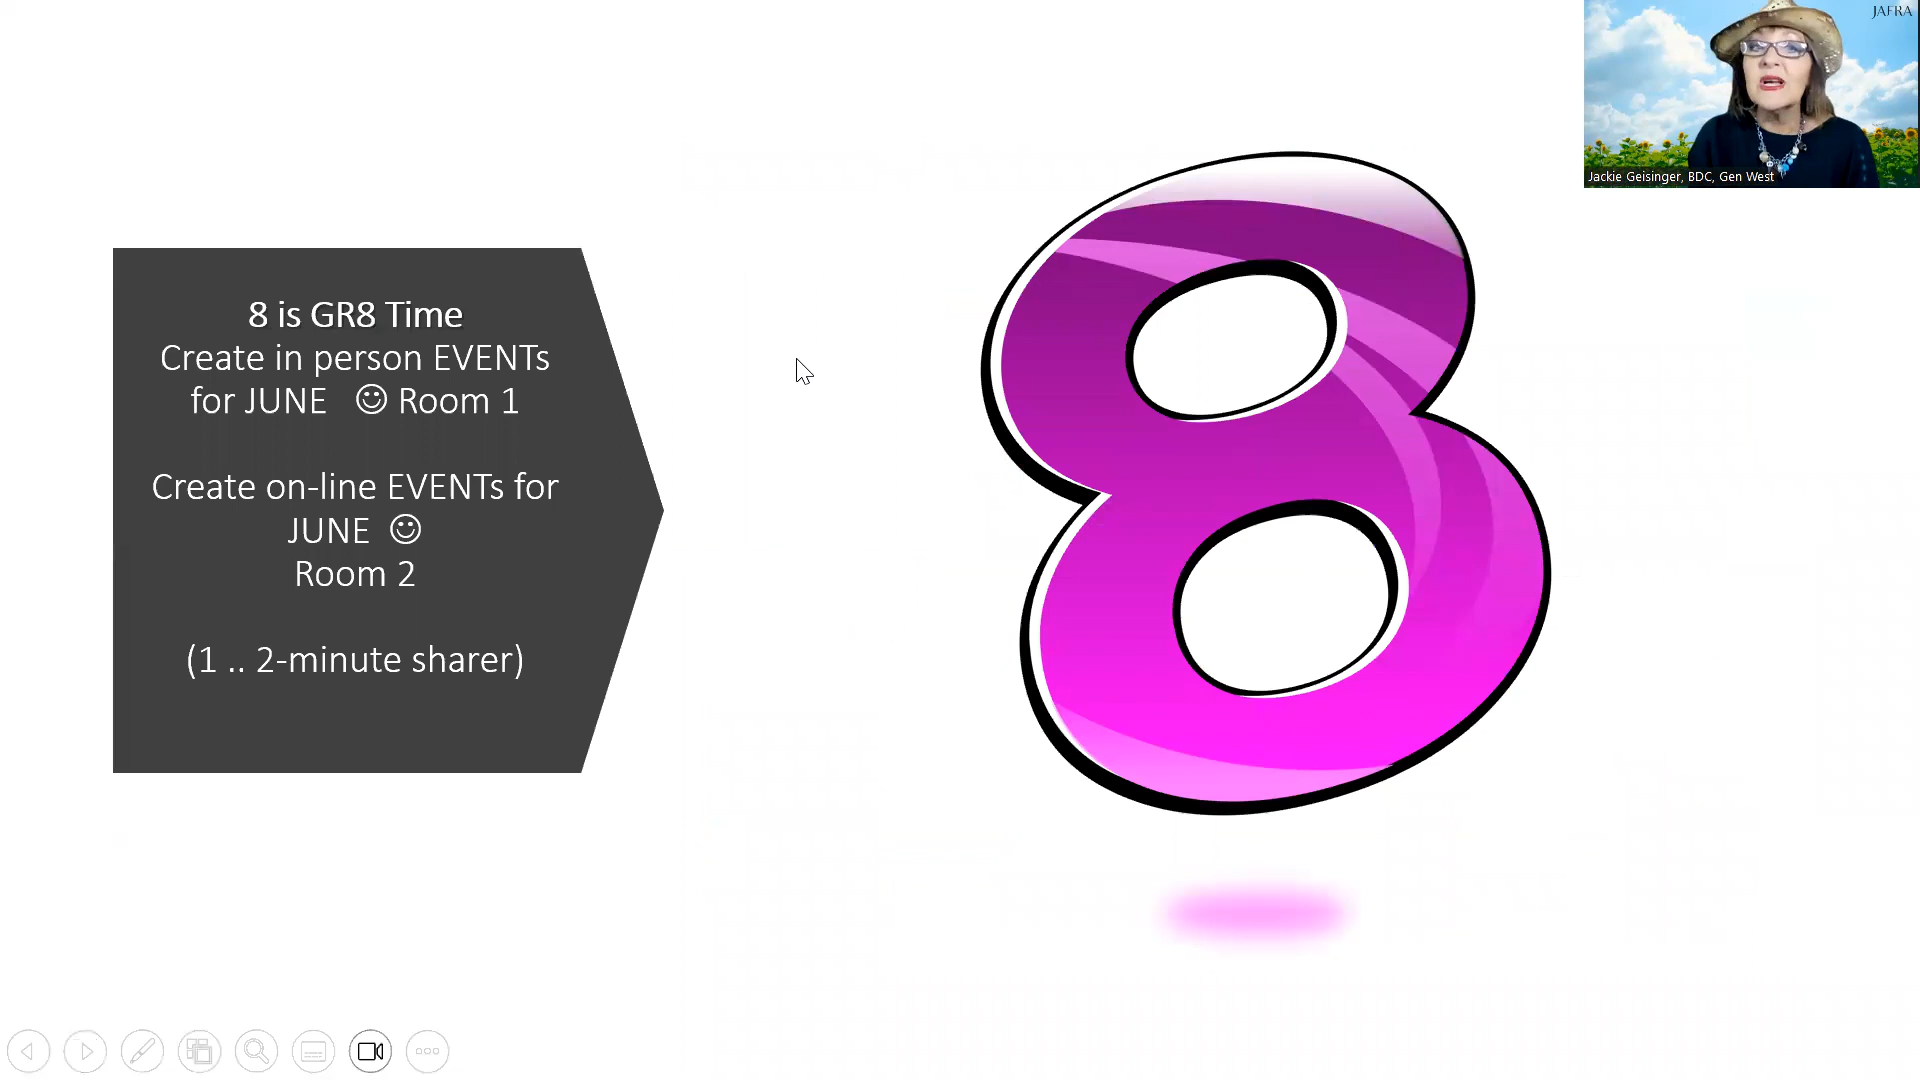 JAFRA
Jackie Geisinger, BDC, Gen West
8 is GR8 Time
Create in person EVENTs
for JUNE ☺ Room 1
Create on-line EVENTs for
JUNE ☺
Room 2
(1 .. 2-minute sharer)
8